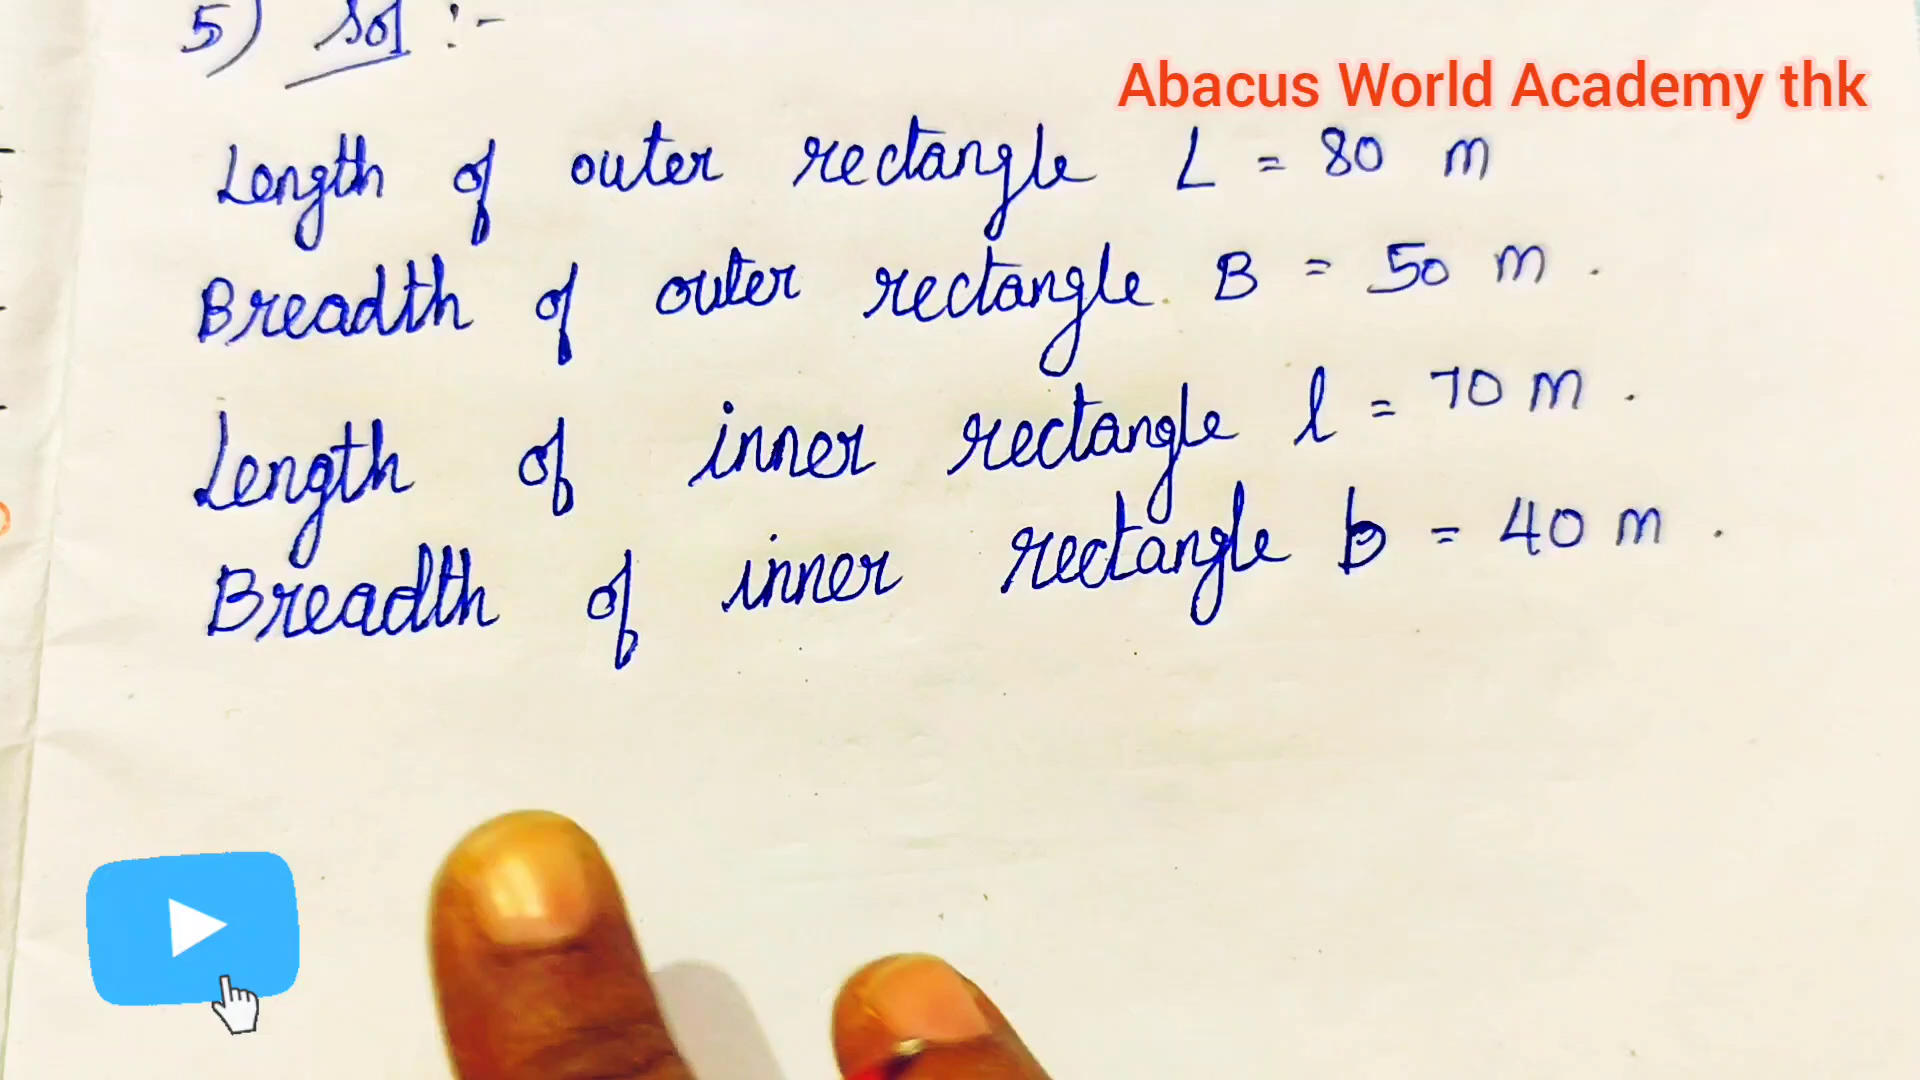 5) Sol :-
Abacus World Academy thk
Length of outer rectangle L = 80 m
Breadth of outer rectangle. B = 50 m .
Length of inner rectangle l = 70 m .
Breadth of inner rectangle b = 40 m .